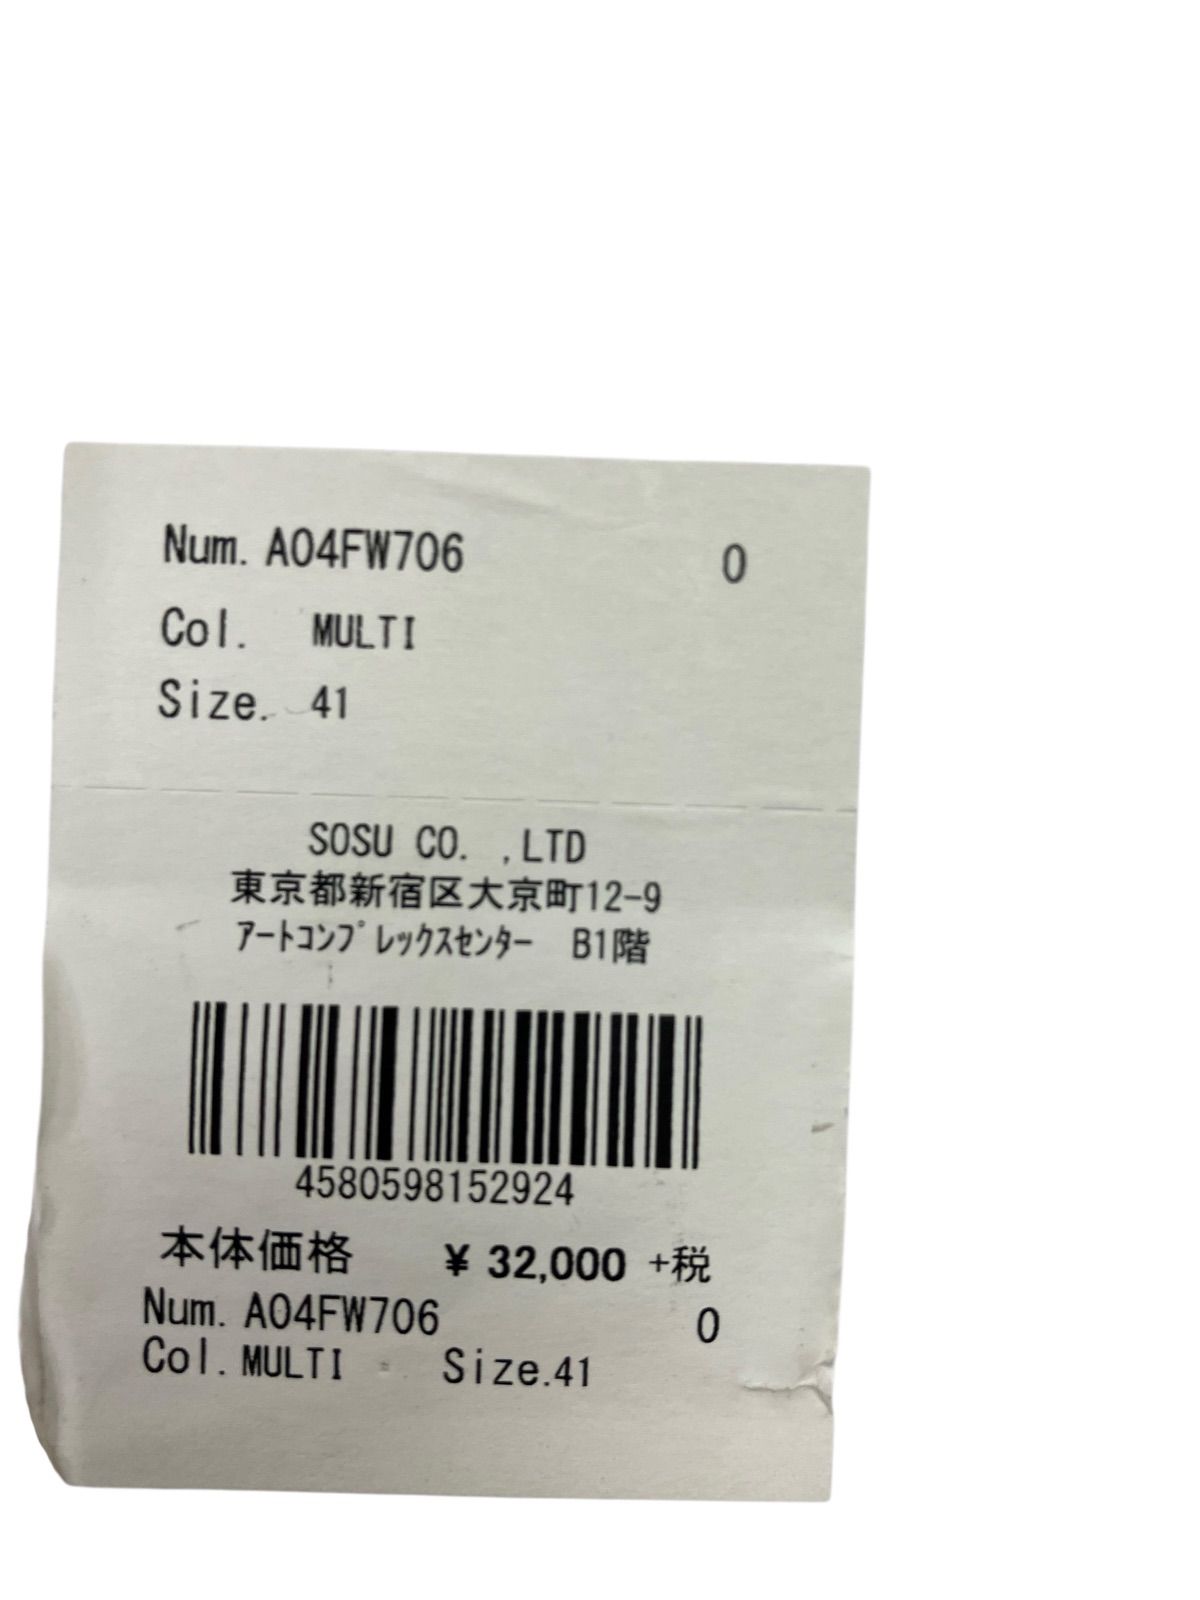 Num. A04FW706 0
Col. MULTI
Size. 41
SOSU CO. ,LTD
東京都新宿区大京町12-9
ｱｰﾄｺﾝﾌﾟﾚｯｸｽｾﾝﾀｰ B1階
4580598152924
本体価格 ¥ 32,000 +税
Num. A04FW706 0
Col. MULTI Size.41